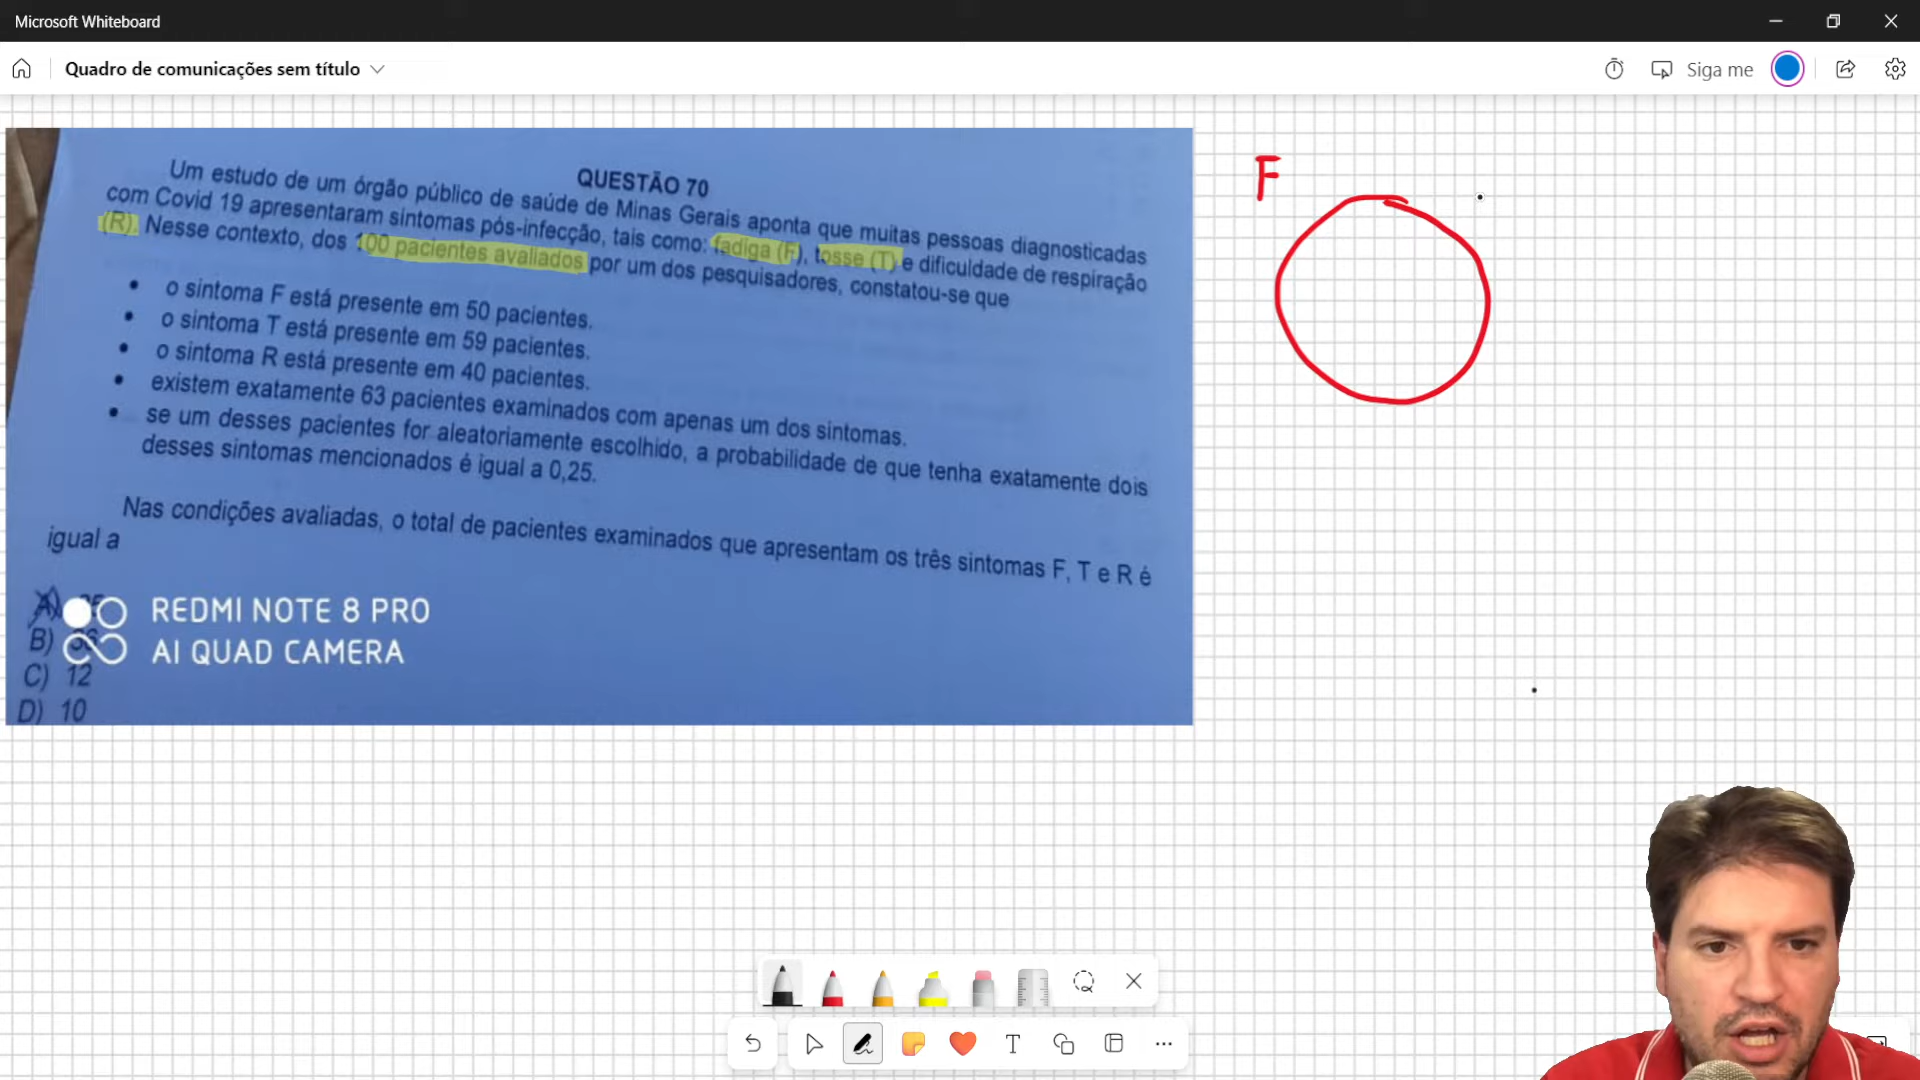 Microsoft Whiteboard
Quadro de comunicações sem título
Siga me
QUESTÃO 70
Um estudo de um órgão público de saúde de Minas Gerais aponta que muitas pessoas diagnosticadas
com Covid 19 apresentaram sintomas pós-infecção, tais como: fadiga (F), tosse (T) e dificuldade de respiração
(R). Nesse contexto, dos 100 pacientes avaliados por um dos pesquisadores, constatou-se que
• o sintoma F está presente em 50 pacientes.
• o sintoma T está presente em 59 pacientes.
• o sintoma R está presente em 40 pacientes.
• existem exatamente 63 pacientes examinados com apenas um dos sintomas.
• se um desses pacientes for aleatoriamente escolhido, a probabilidade de que tenha exatamente dois
desses sintomas mencionados é igual a 0,25.
Nas condições avaliadas, o total de pacientes examinados que apresentam os três sintomas F, T e R é
igual a
A)
B)
C) 12
D) 10
REDMI NOTE 8 PRO
AI QUAD CAMERA
F